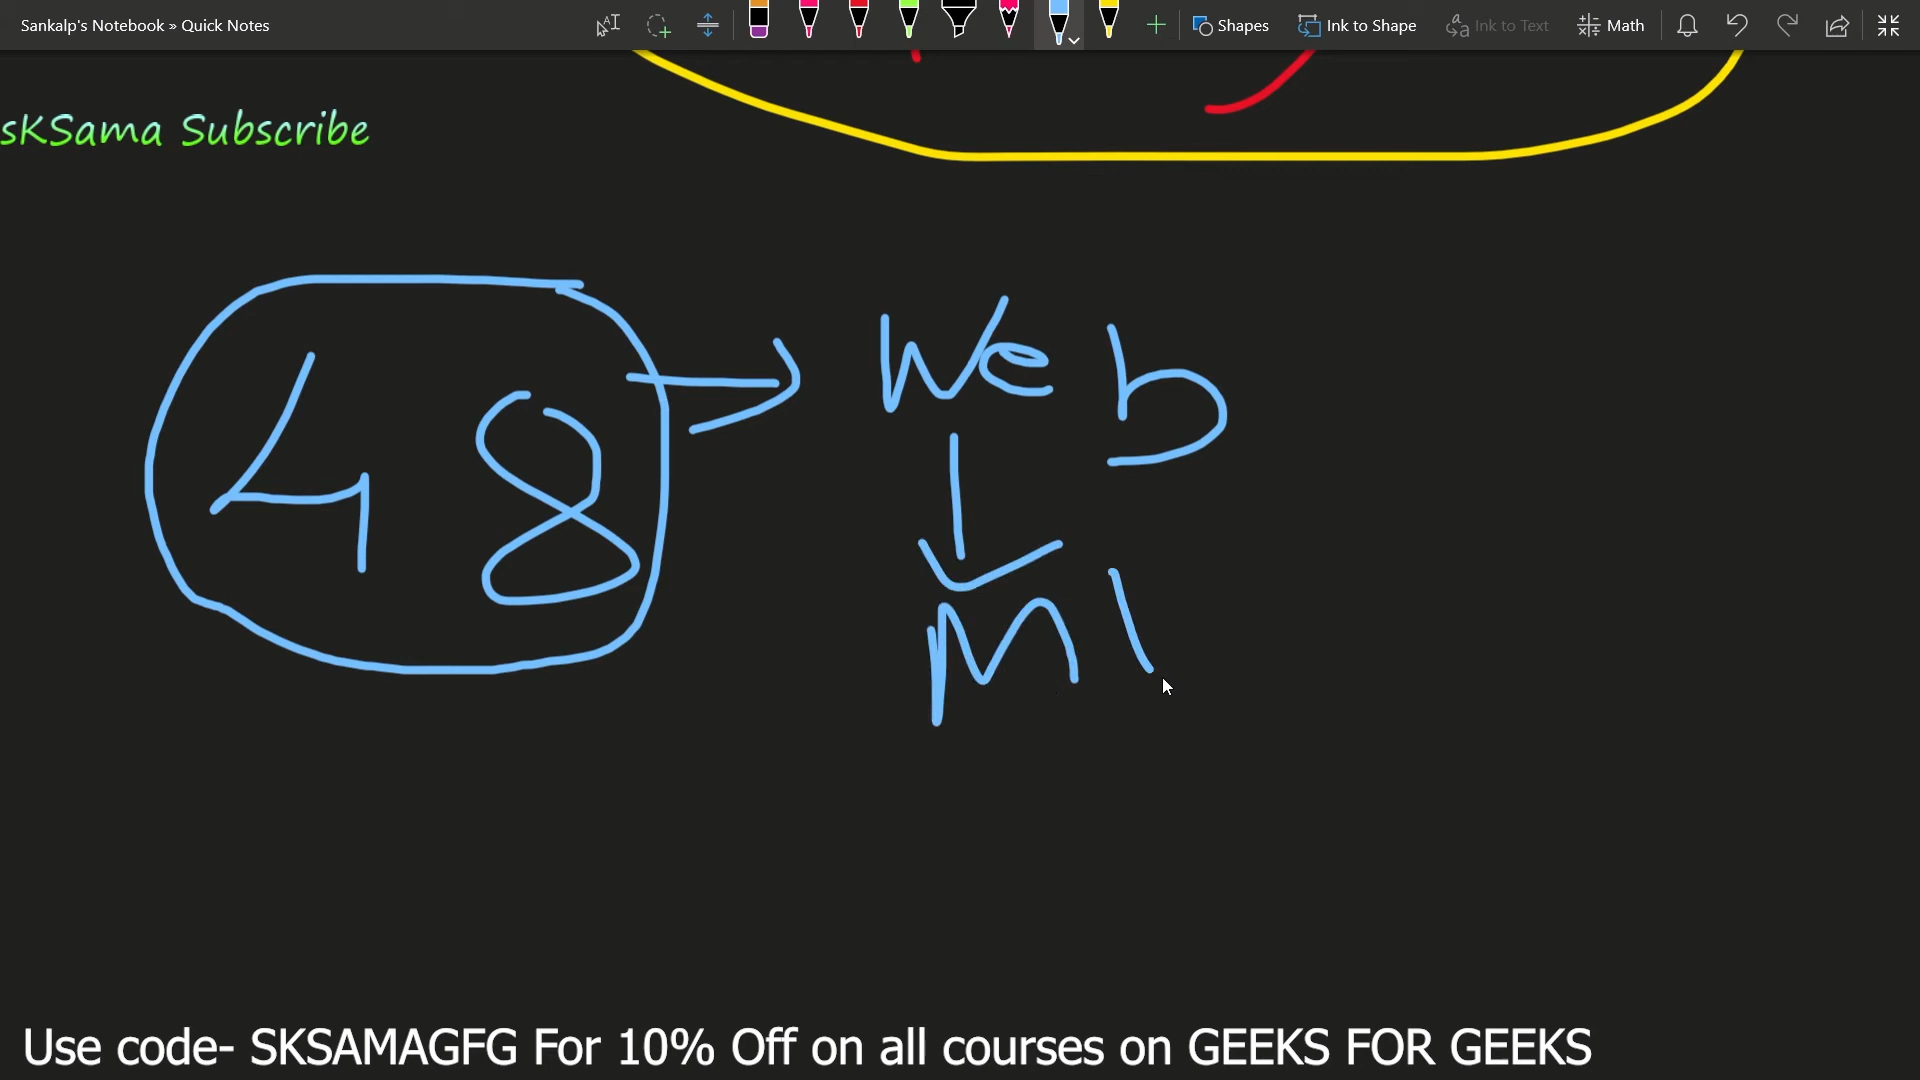 Sankalp's Notebook » Quick Notes
Shapes Ink to Shape Ink to Text Math
sKSama Subscribe
48 Web
Ml
Use code- SKSAMAGFG For 10% Off on all courses on GEEKS FOR GEEKS